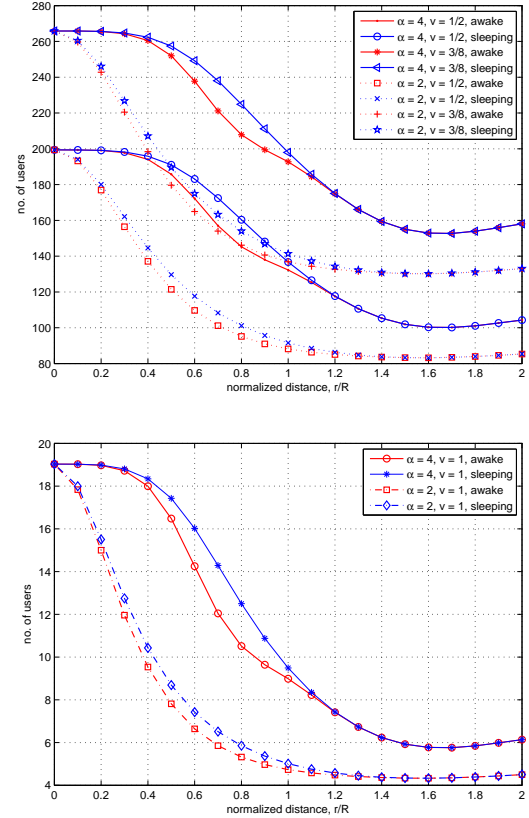 280
260
240
220
200
180
160
140
120
100
80
no. of users
0 0.2 0.4 0.6 0.8 1 1.2 1.4 1.6 1.8 2
normalized distance, r/R
α = 4, v = 1/2, awake
α = 4, v = 1/2, sleeping
α = 4, v = 3/8, awake
α = 4, v = 3/8, sleeping
α = 2, v = 1/2, awake
α = 2, v = 1/2, sleeping
α = 2, v = 3/8, awake
α = 2, v = 3/8, sleeping
20
18
16
14
12
10
8
6
4
no. of users
0 0.2 0.4 0.6 0.8 1 1.2 1.4 1.6 1.8 2
normalized distance, r/R
α = 4, v = 1, awake
α = 4, v = 1, sleeping
α = 2, v = 1, awake
α = 2, v = 1, sleeping